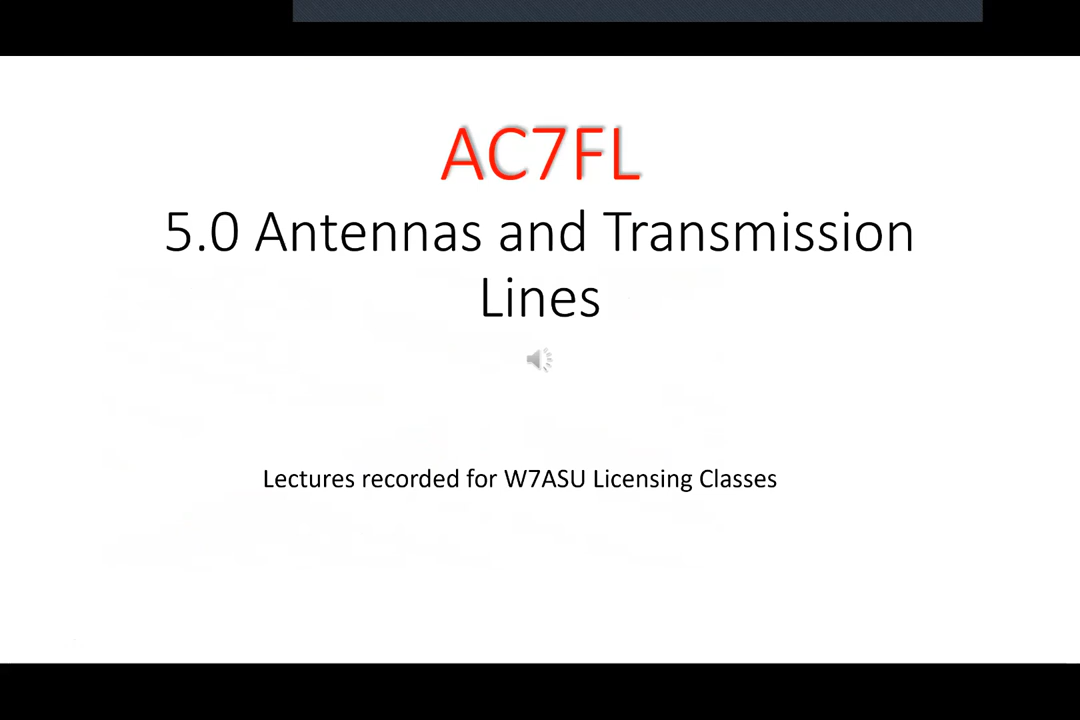 AC7FL
5.0 Antennas and Transmission
Lines
Lectures recorded for W7ASU Licensing Classes